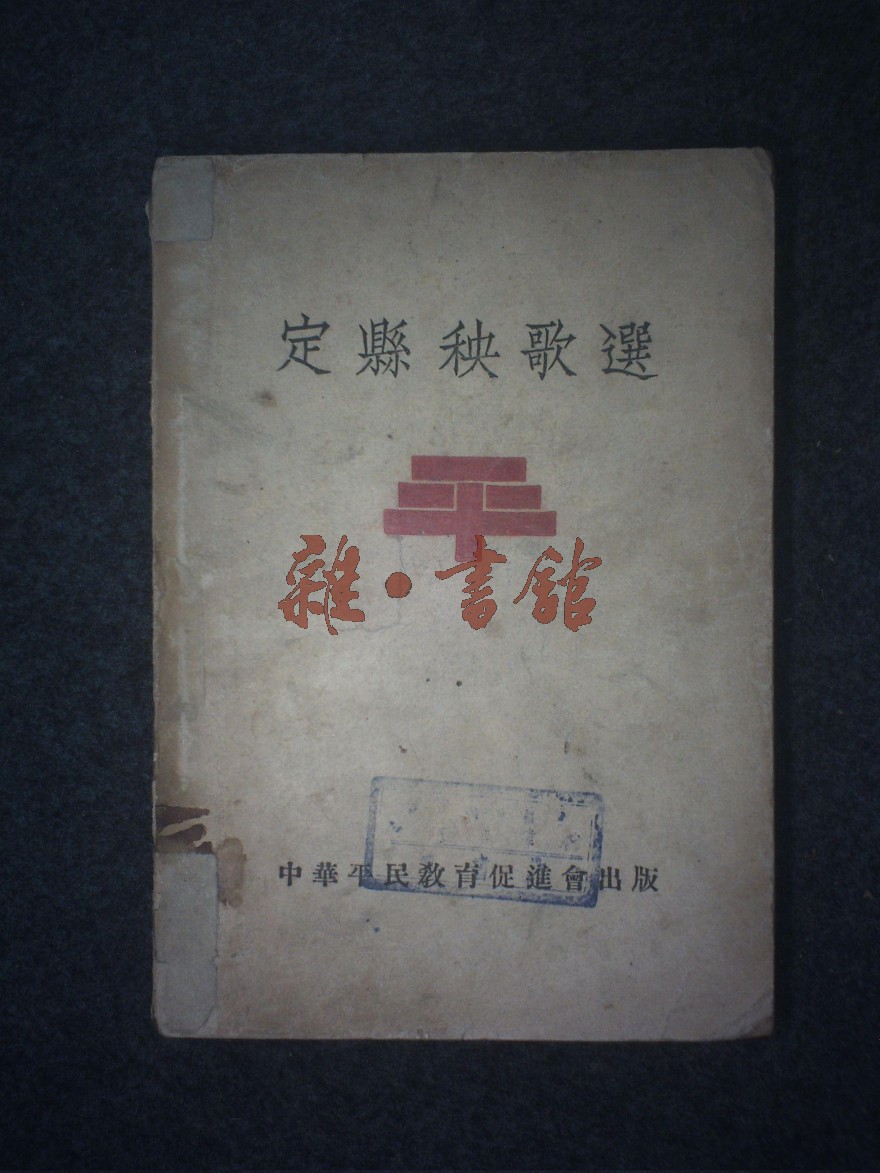 定縣秧歌選
平
雜·書館
中華平民敎育促進會出版